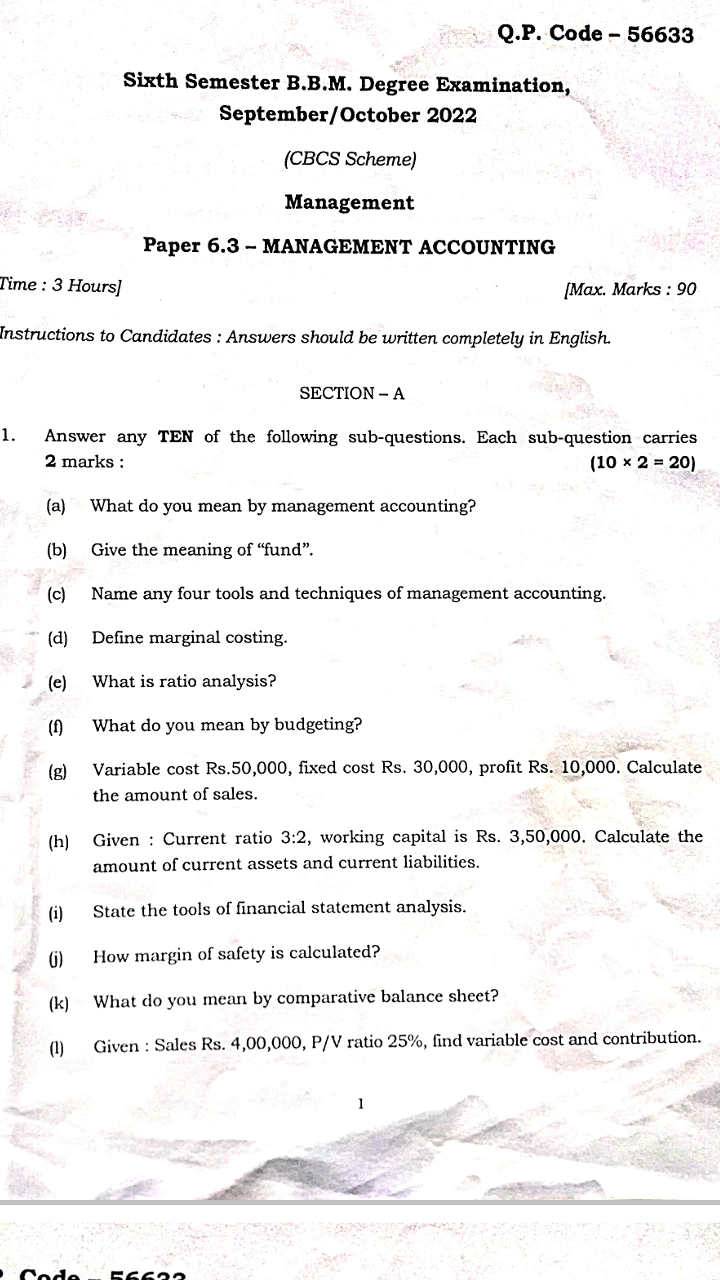 Q.P. Code – 56633
Sixth Semester B.B.M. Degree Examination,
September/October 2022
(CBCS Scheme)
Management
Paper 6.3 – MANAGEMENT ACCOUNTING
Time : 3 Hours]
[Max. Marks : 90
Instructions to Candidates : Answers should be written completely in English.
SECTION – A
1. Answer any TEN of the following sub-questions. Each sub-question carries
2 marks : (10 × 2 = 20)
(a) What do you mean by management accounting?
(b) Give the meaning of “fund”.
(c) Name any four tools and techniques of management accounting.
(d) Define marginal costing.
(e) What is ratio analysis?
(f) What do you mean by budgeting?
(g) Variable cost Rs.50,000, fixed cost Rs. 30,000, profit Rs. 10,000. Calculate
the amount of sales.
(h) Given : Current ratio 3:2, working capital is Rs. 3,50,000. Calculate the
amount of current assets and current liabilities.
(i) State the tools of financial statement analysis.
(j) How margin of safety is calculated?
(k) What do you mean by comparative balance sheet?
(l) Given : Sales Rs. 4,00,000, P/V ratio 25%, find variable cost and contribution.
1
Code – 56633